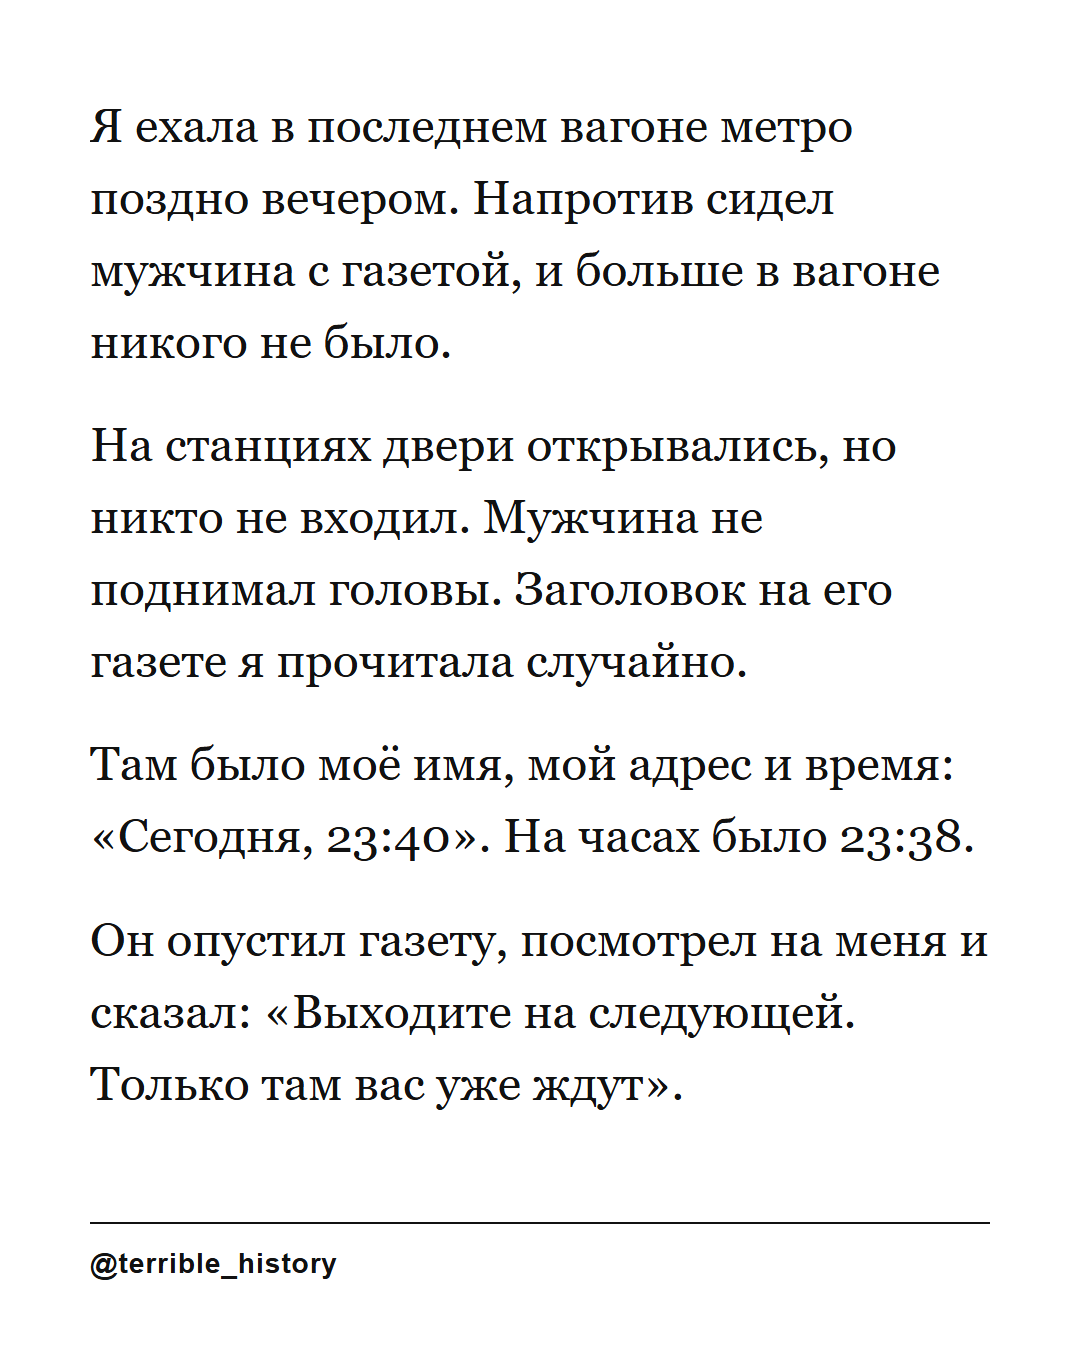 Я ехала в последнем вагоне метро
поздно вечером. Напротив сидел
мужчина с газетой, и больше в вагоне
никого не было.
На станциях двери открывались, но
никто не входил. Мужчина не
поднимал головы. Заголовок на его
газете я прочитала случайно.
Там было моё имя, мой адрес и время:
«Сегодня, 23:40». На часах было 23:38.
Он опустил газету, посмотрел на меня и
сказал: «Выходите на следующей.
Только там вас уже ждут».
@terrible_history